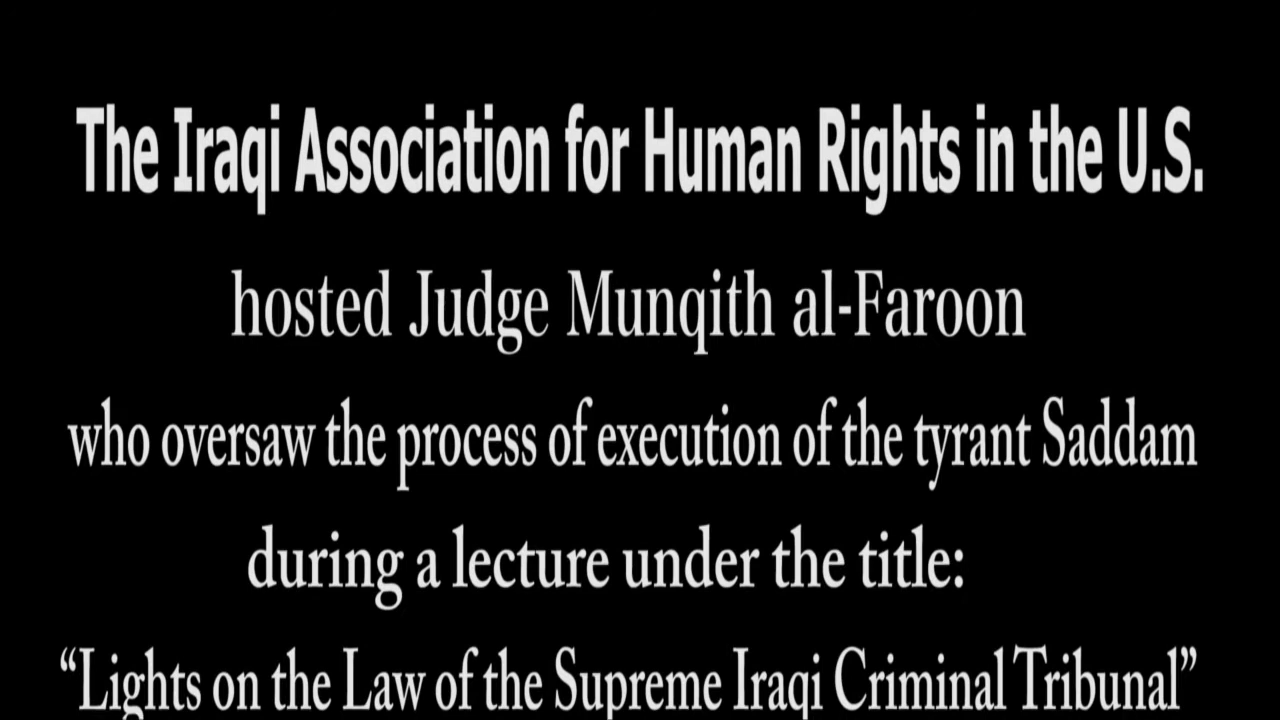 The Iraqi Association for Human Rights in the U.S.
hosted Judge Munqith al-Faroon
who oversaw the process of execution of the tyrant Saddam
during a lecture under the title:
“Lights on the Law of the Supreme Iraqi Criminal Tribunal”